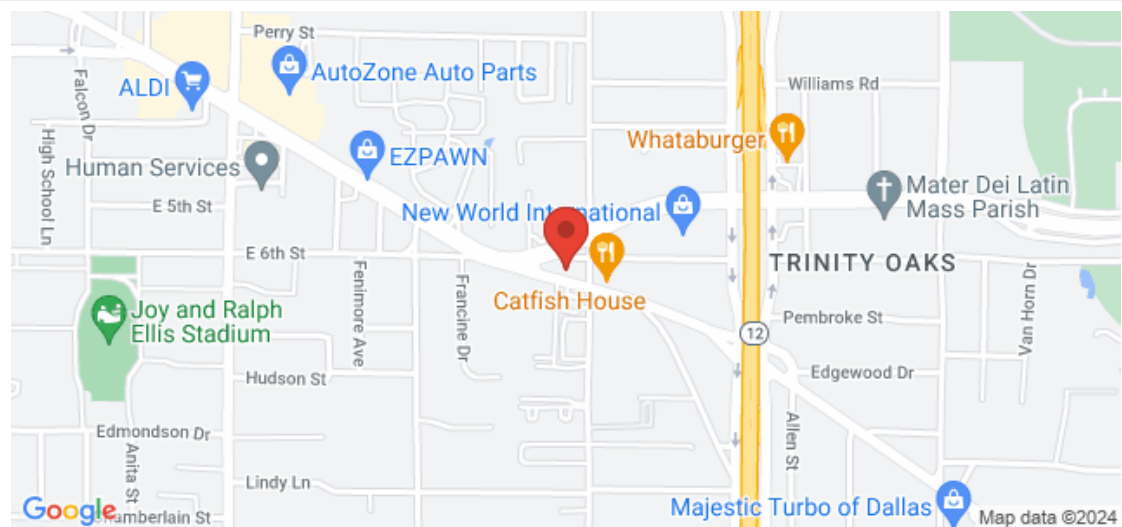 Perry St
AutoZone Auto Parts
ALDI
Falcon Dr
Williams Rd
Whataburger
High School Ln
Human Services
EZPAWN
Mater Dei Latin
Mass Parish
E 5th St
New World International
E 6th St
TRINITY OAKS
Catfish House
Joy and Ralph
Ellis Stadium
Fenimore Ave
Francine Dr
Van Horn Dr
Pembroke St
12
Hudson St
Edgewood Dr
Edmondson Dr
Anita St
Allen St
Lindy Ln
Majestic Turbo of Dallas
Google
hamberlain St
Map data ©2024